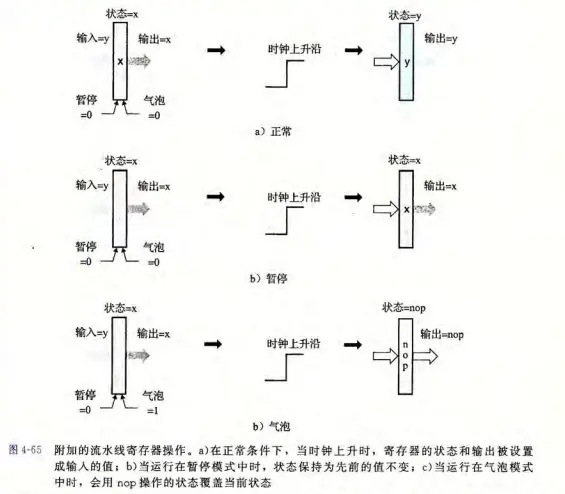 状态=x
状态=y
输入=y 输出=x
时钟上升沿
输出=y
x
y
暂停 气泡
=0 =0
a）正常
状态=x
状态=x
输入=y 输出=x
时钟上升沿
输出=x
x
暂停 气泡
=0 =0
b）暂停
状态=x
状态=nop
输入=y 输出=x
时钟上升沿
输出=nop
nop
暂停 气泡
=0 =1
b）气泡
图 4-65 附加的流水线寄存器操作。a)在正常条件下，当时钟上升时，寄存器的状态和输出被设置
成输入的值；b)当运行在暂停模式中时，状态保持为先前的值不变；c)当运行在气泡模式
中时，会用 nop 操作的状态覆盖当前状态